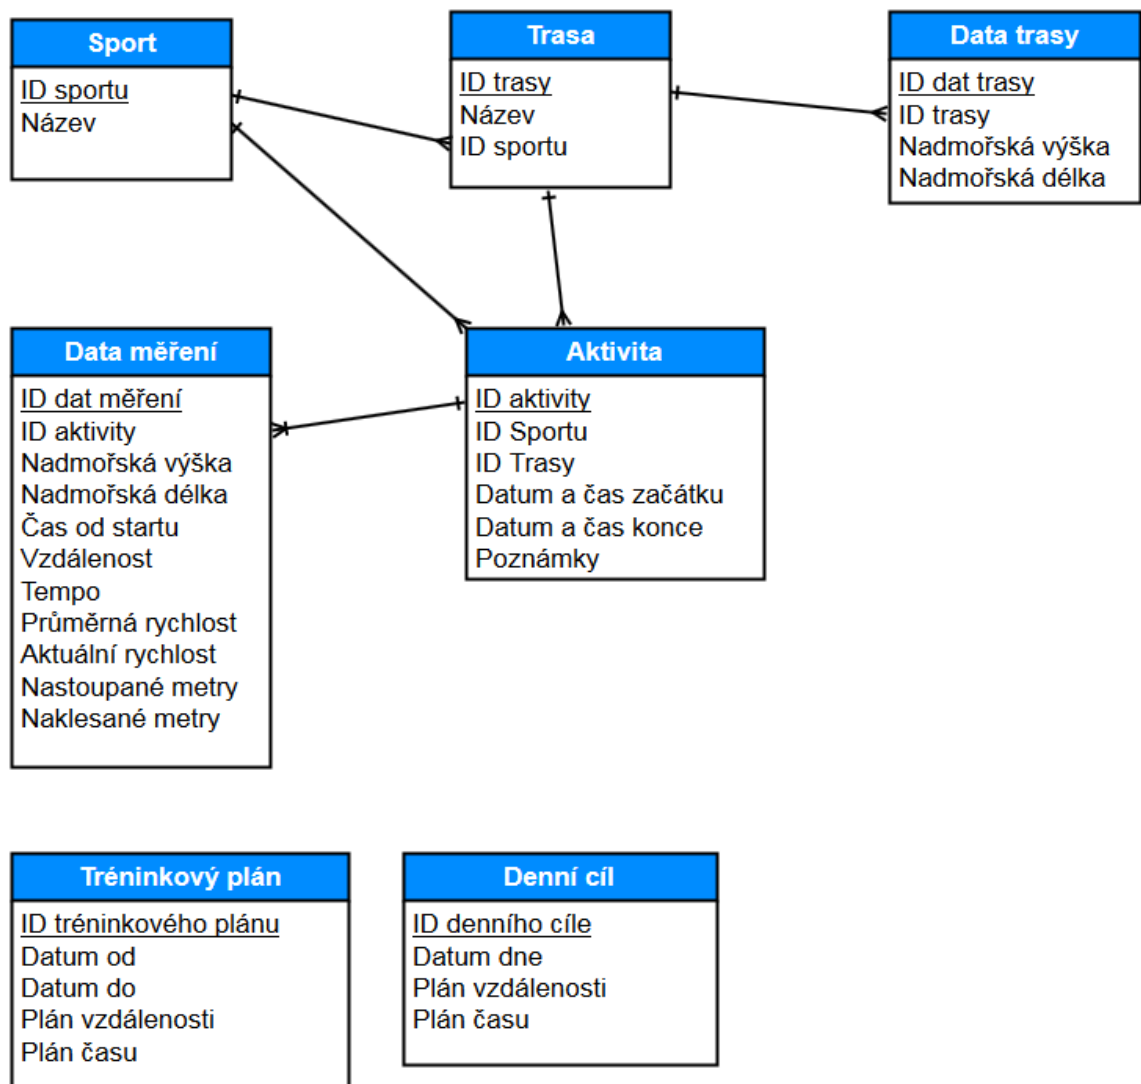 Sport
ID sportu
Název
Trasa
ID trasy
Název
ID sportu
Data trasy
ID dat trasy
ID trasy
Nadmořská výška
Nadmořská délka
Data měření
ID dat měření
ID aktivity
Nadmořská výška
Nadmořská délka
Čas od startu
Vzdálenost
Tempo
Průměrná rychlost
Aktuální rychlost
Nastoupané metry
Naklesané metry
Aktivita
ID aktivity
ID Sportu
ID Trasy
Datum a čas začátku
Datum a čas konce
Poznámky
Tréninkový plán
ID tréninkového plánu
Datum od
Datum do
Plán vzdálenosti
Plán času
Denní cíl
ID denního cíle
Datum dne
Plán vzdálenosti
Plán času